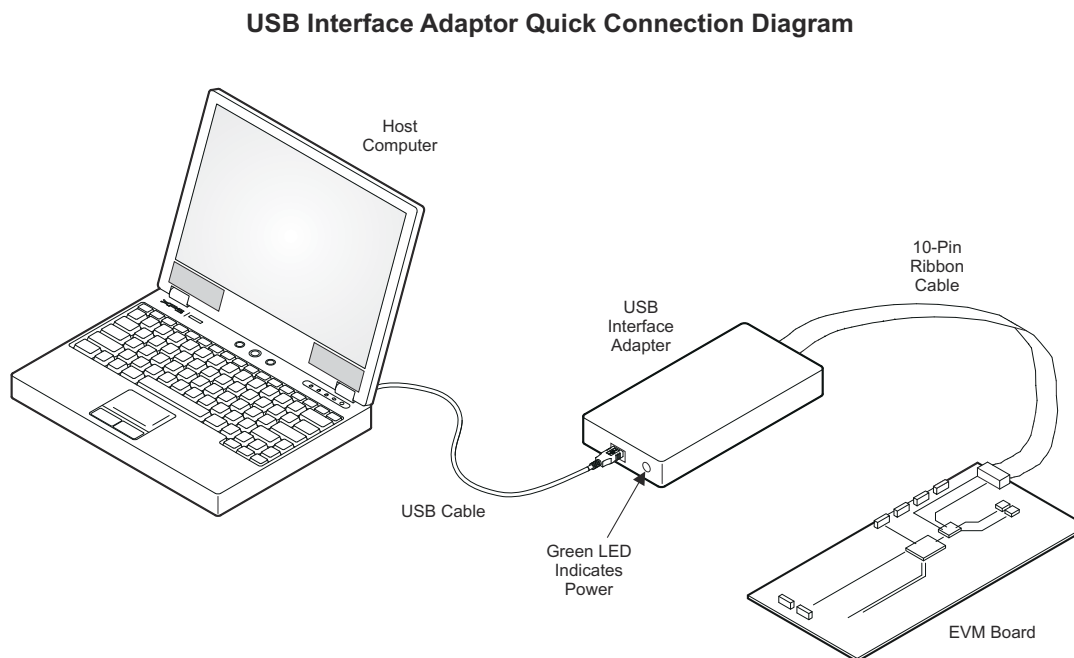 USB Interface Adaptor Quick Connection Diagram
Host
Computer
10-Pin
Ribbon
Cable
USB
Interface
Adapter
USB Cable
Green LED
Indicates
Power
EVM Board